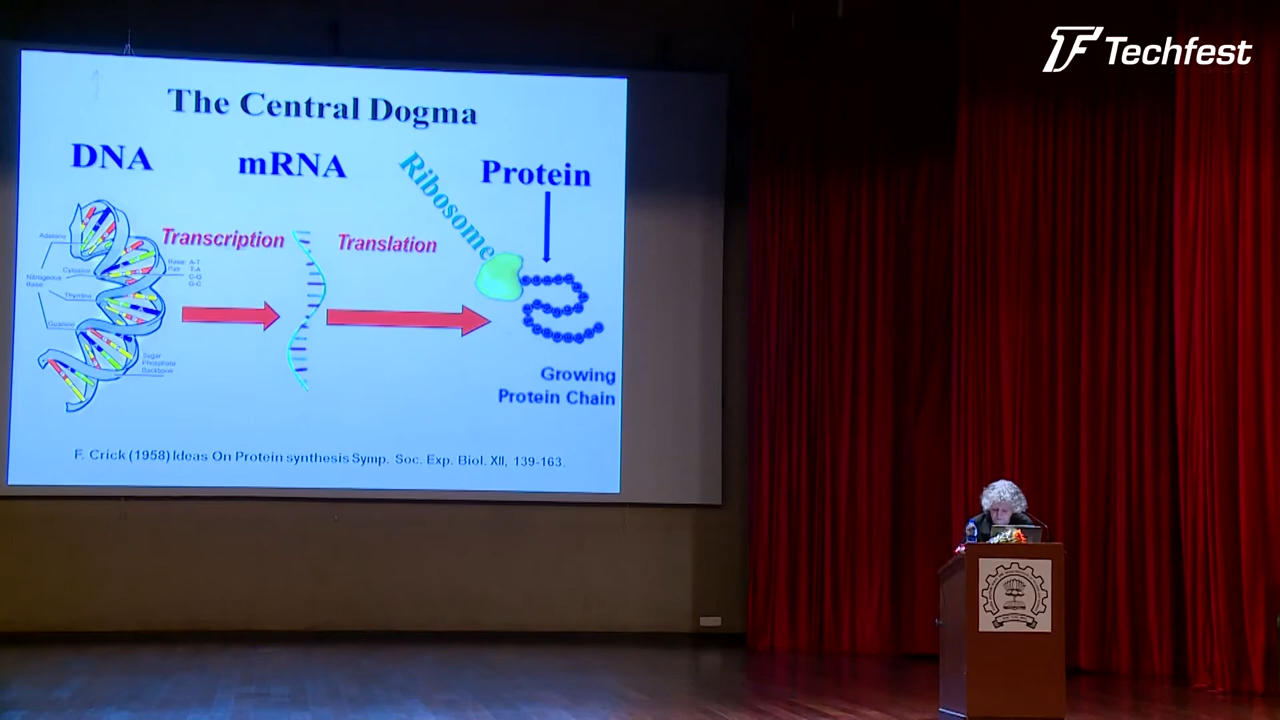 Techfest
The Central Dogma
DNA
mRNA
Ribosome
Protein
Transcription
Translation
Adenine
Base
Pair
A-T
T-A
C-G
G-C
Cytosine
Nitrogenous
Base
Thymine
Guanine
Sugar
Phosphate
Backbone
Growing
Protein Chain
F. Crick (1958) Ideas On Protein synthesis Symp. Soc. Exp. Biol. XII, 139-163.